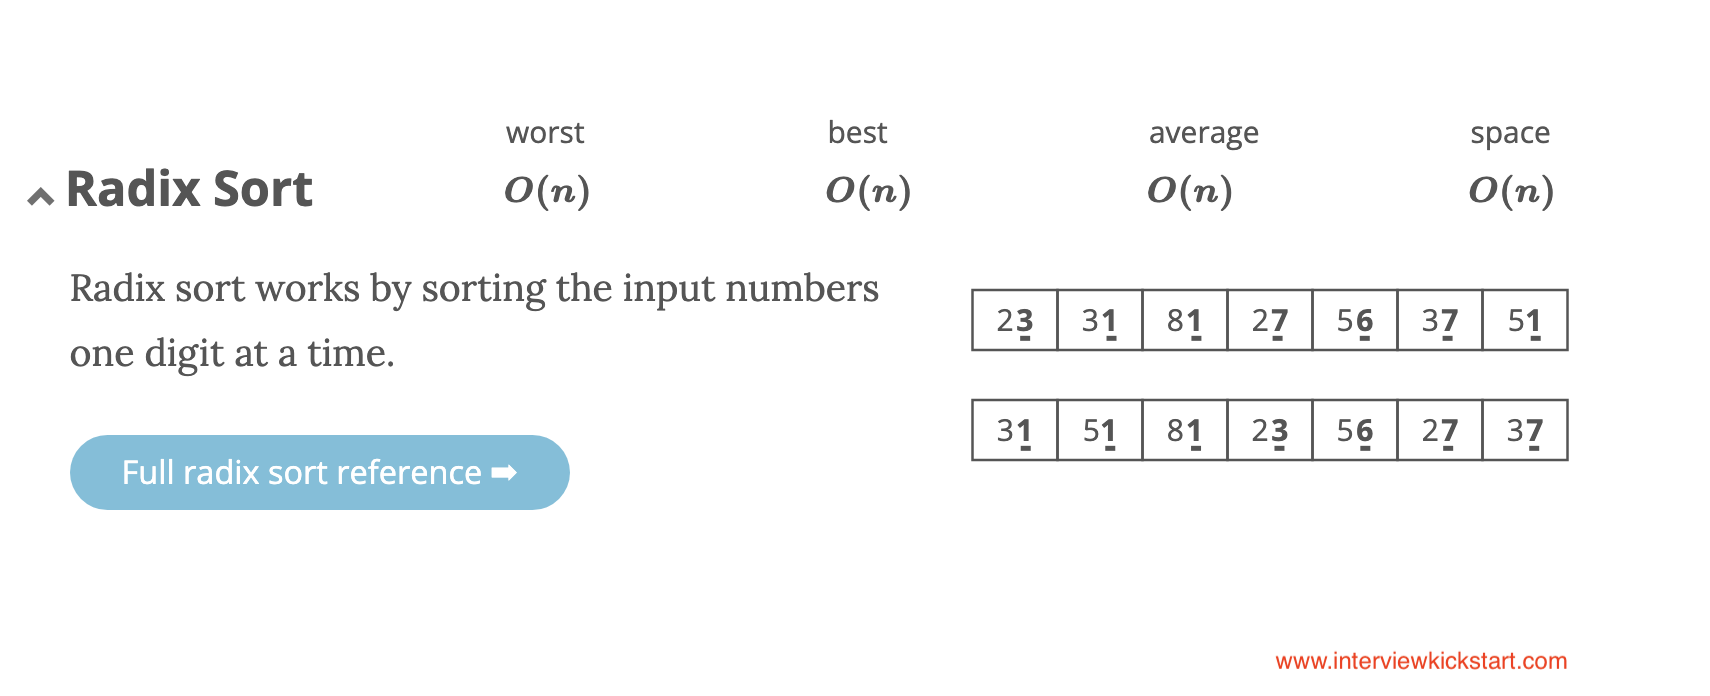 worst best average space
Radix Sort O(n) O(n) O(n) O(n)
Radix sort works by sorting the input numbers
one digit at a time.
Full radix sort reference ➡
23 31 81 27 56 37 51
31 51 81 23 56 27 37
www.interviewkickstart.com